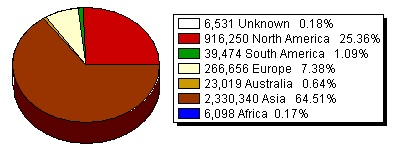 6,531 Unknown 0.18%
916,250 North America 25.36%
39,474 South America 1.09%
266,656 Europe 7.38%
23,019 Australia 0.64%
2,330,340 Asia 64.51%
6,098 Africa 0.17%